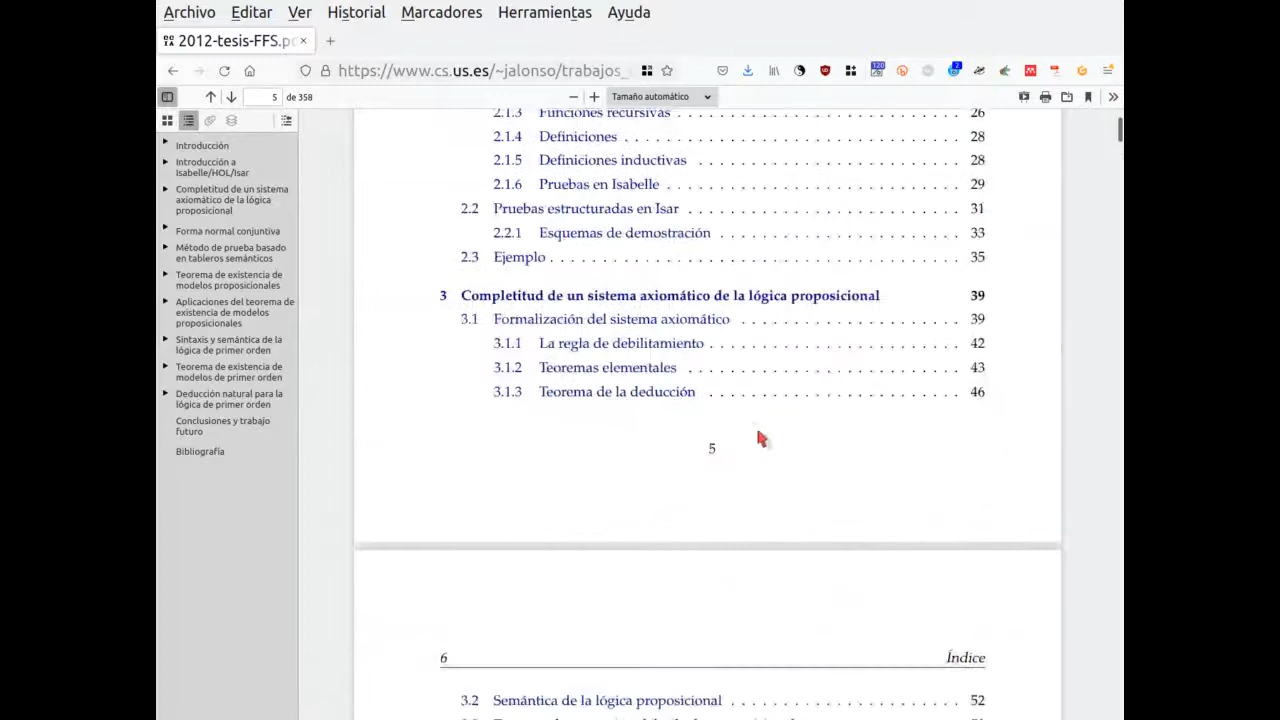 Archivo Editar Ver Historial Marcadores Herramientas Ayuda
2012-tesis-FFS.p
https://www.cs.us.es/~jalonso/trabajos_
120
2
5 de 358
Tamaño automático
Introducción
Introducción a
Isabelle/HOL/Isar
Completitud de un sistema
axiomático de la lógica
proposicional
Forma normal conjuntiva
Método de prueba basado
en tableros semánticos
Teorema de existencia de
modelos proposicionales
Aplicaciones del teorema de
existencia de modelos
proposicionales
Sintaxis y semántica de la
lógica de primer orden
Teorema de existencia de
modelos de primer orden
Deducción natural para la
lógica de primer orden
Conclusiones y trabajo
futuro
Bibliografía
2.1.3 Funciones recursivas . . . . . . . . . . . . . . . . . . . . . . . . 26
2.1.4 Definiciones . . . . . . . . . . . . . . . . . . . . . . . . . . . . 28
2.1.5 Definiciones inductivas . . . . . . . . . . . . . . . . . . . . . . . 28
2.1.6 Pruebas en Isabelle . . . . . . . . . . . . . . . . . . . . . . . . . 29
2.2 Pruebas estructuradas en Isar . . . . . . . . . . . . . . . . . . . . . . . 31
2.2.1 Esquemas de demostración . . . . . . . . . . . . . . . . . . . . 33
2.3 Ejemplo . . . . . . . . . . . . . . . . . . . . . . . . . . . . . . . . . . 35
3 Completitud de un sistema axiomático de la lógica proposicional 39
3.1 Formalización del sistema axiomático . . . . . . . . . . . . . . . . . . . 39
3.1.1 La regla de debilitamiento . . . . . . . . . . . . . . . . . . . . . 42
3.1.2 Teoremas elementales . . . . . . . . . . . . . . . . . . . . . . . 43
3.1.3 Teorema de la deducción . . . . . . . . . . . . . . . . . . . . . 46
5
6 Índice
3.2 Semántica de la lógica proposicional . . . . . . . . . . . . . . . . . . . . 52